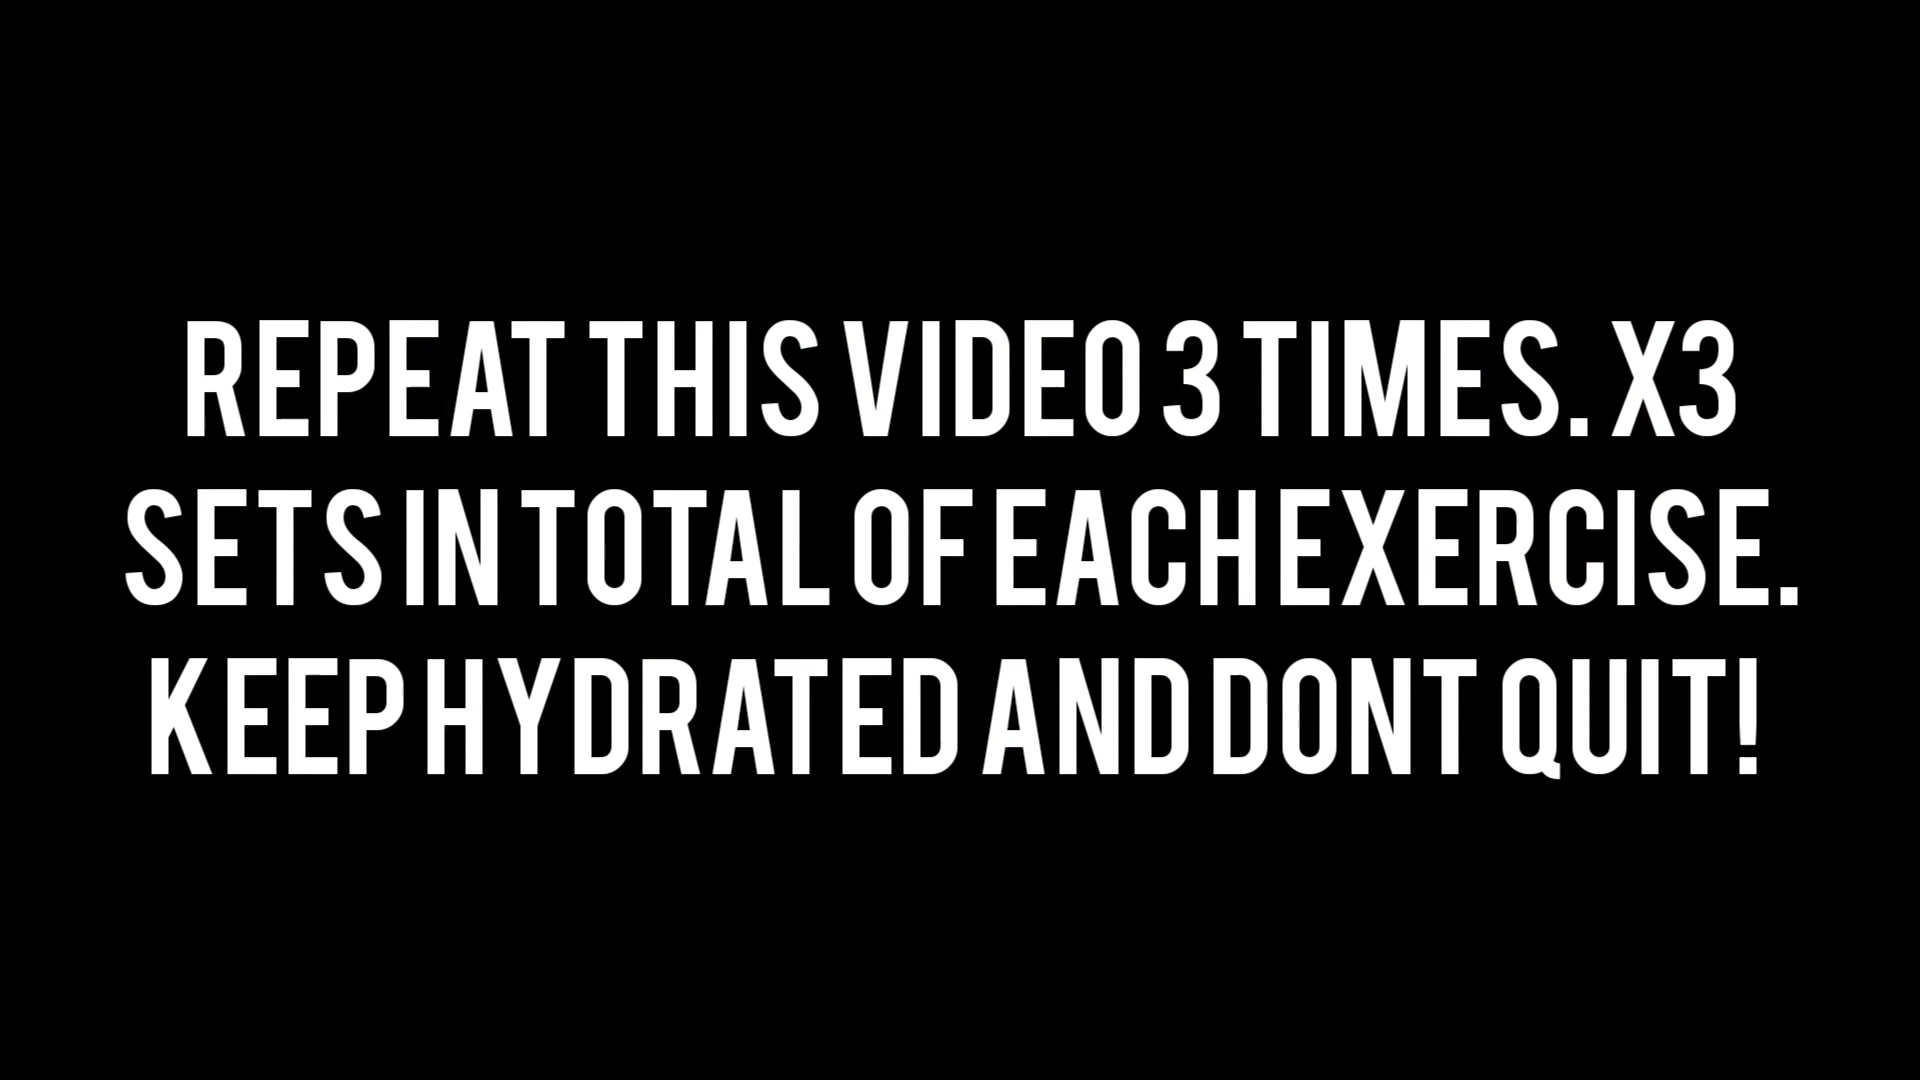 REPEAT THIS VIDEO 3 TIMES. X3
SETS IN TOTAL OF EACH EXERCISE.
KEEP HYDRATED AND DONT QUIT!